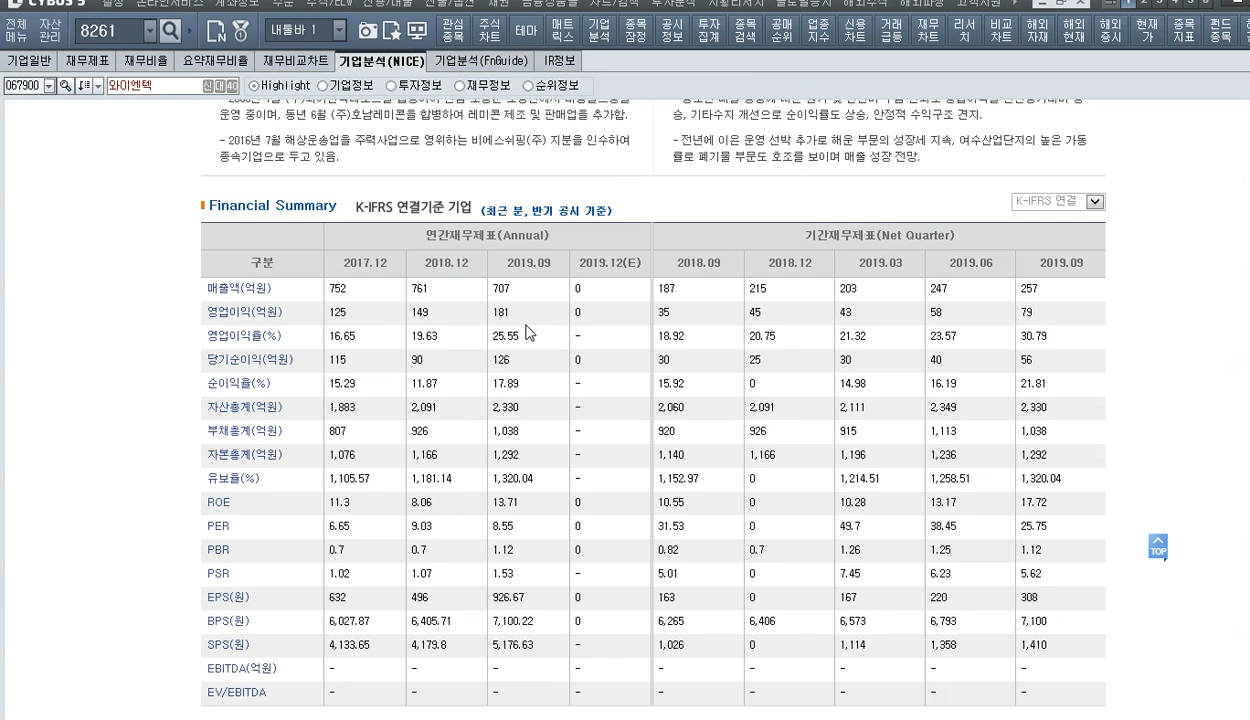 CYBOS 5
전체메뉴 자산관리 8261 내툴바 1 관심종목 주식차트 테마 매트릭스 기업분석 종목잠정 공시정보 투자집계 종목검색 공매순위 업종지수 신용차트 거래급등 재무차트 리서치 비교차트 해외자재 해외현재 해외증시 현재가 종목지표 펀드종목
기업일반 재무제표 재무비율 요약재무비율 재무비교차트 기업분석(NICE) 기업분석(FnGuide) IR정보
067900 와이엔텍 신 대 40 Highlight 기업정보 투자정보 재무정보 순위정보
운영 중이며, 동년 6월 (주)호남레미콘을 합병하여 레미콘 제조 및 판매업을 추가함.
- 2016년 7월 해상운송업을 주력사업으로 영위하는 비에스쉬핑(주) 지분을 인수하여
종속기업으로 두고 있음.
승, 기타수지 개선으로 순이익률도 상승, 안정적 수익구조 견지.
- 전년에 이은 운영 선박 추가로 해운 부문의 성장세 지속, 여수산업단지의 높은 가동
률로 폐기물 부문도 호조를 보이며 매출 성장 전망.
Financial Summary K-IFRS 연결기준 기업 (최근 분, 반기 공시 기준) K-IFRS 연결
연간재무제표(Annual) 기간재무제표(Net Quarter)
구분 2017.12 2018.12 2019.09 2019.12(E) 2018.09 2018.12 2019.03 2019.06 2019.09
매출액(억원) 752 761 707 0 187 215 203 247 257
영업이익(억원) 125 149 181 0 35 45 43 58 79
영업이익율(%) 16.65 19.63 25.55 - 18.92 20.75 21.32 23.57 30.79
당기순이익(억원) 115 90 126 0 30 25 30 40 56
순이익율(%) 15.29 11.87 17.89 - 15.92 0 14.98 16.19 21.81
자산총계(억원) 1,883 2,091 2,330 - 2,060 2,091 2,111 2,349 2,330
부채총계(억원) 807 926 1,038 - 920 926 915 1,113 1,038
자본총계(억원) 1,076 1,166 1,292 - 1,140 1,166 1,196 1,236 1,292
유보율(%) 1,105.57 1,181.14 1,320.04 - 1,152.97 0 1,214.51 1,258.51 1,320.04
ROE 11.3 8.06 13.71 0 10.55 0 10.28 13.17 17.72
PER 6.65 9.03 8.55 0 31.53 0 49.7 38.45 25.75
PBR 0.7 0.7 1.12 0 0.82 0.7 1.26 1.25 1.12
PSR 1.02 1.07 1.53 - 5.01 0 7.45 6.23 5.62
EPS(원) 632 496 926.67 0 163 0 167 220 308
BPS(원) 6,027.87 6,405.71 7,100.22 0 6,265 6,406 6,573 6,793 7,100
SPS(원) 4,133.65 4,179.8 5,176.63 - 1,026 0 1,114 1,358 1,410
EBITDA(억원) - - - - - - - - -
EV/EBITDA - - - - - - - - -
TOP